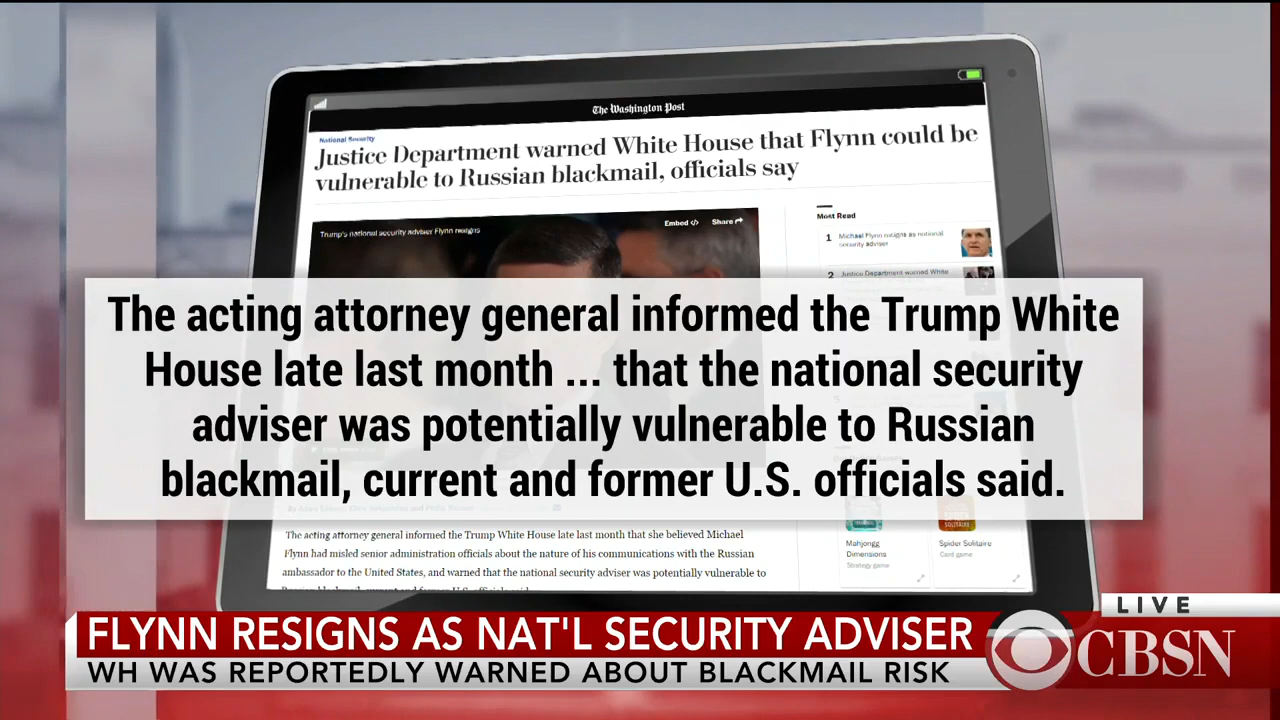 The Washington Post
National Security
Justice Department warned White House that Flynn could be
vulnerable to Russian blackmail, officials say
Trump's national security adviser Flynn resigns
Embed </>
Share
Most Read
1 Michael Flynn resigns as national
security adviser
2 Justice Department warned White
The acting attorney general informed the Trump White
House late last month ... that the national security
adviser was potentially vulnerable to Russian
blackmail, current and former U.S. officials said.
The acting attorney general informed the Trump White House late last month that she believed Michael
Flynn had misled senior administration officials about the nature of his communications with the Russian
ambassador to the United States, and warned that the national security adviser was potentially vulnerable to
Mahjongg
Dimensions
Strategy game
Spider Solitaire
Card game
FLYNN RESIGNS AS NAT'L SECURITY ADVISER
WH WAS REPORTEDLY WARNED ABOUT BLACKMAIL RISK
LIVE
CBSN